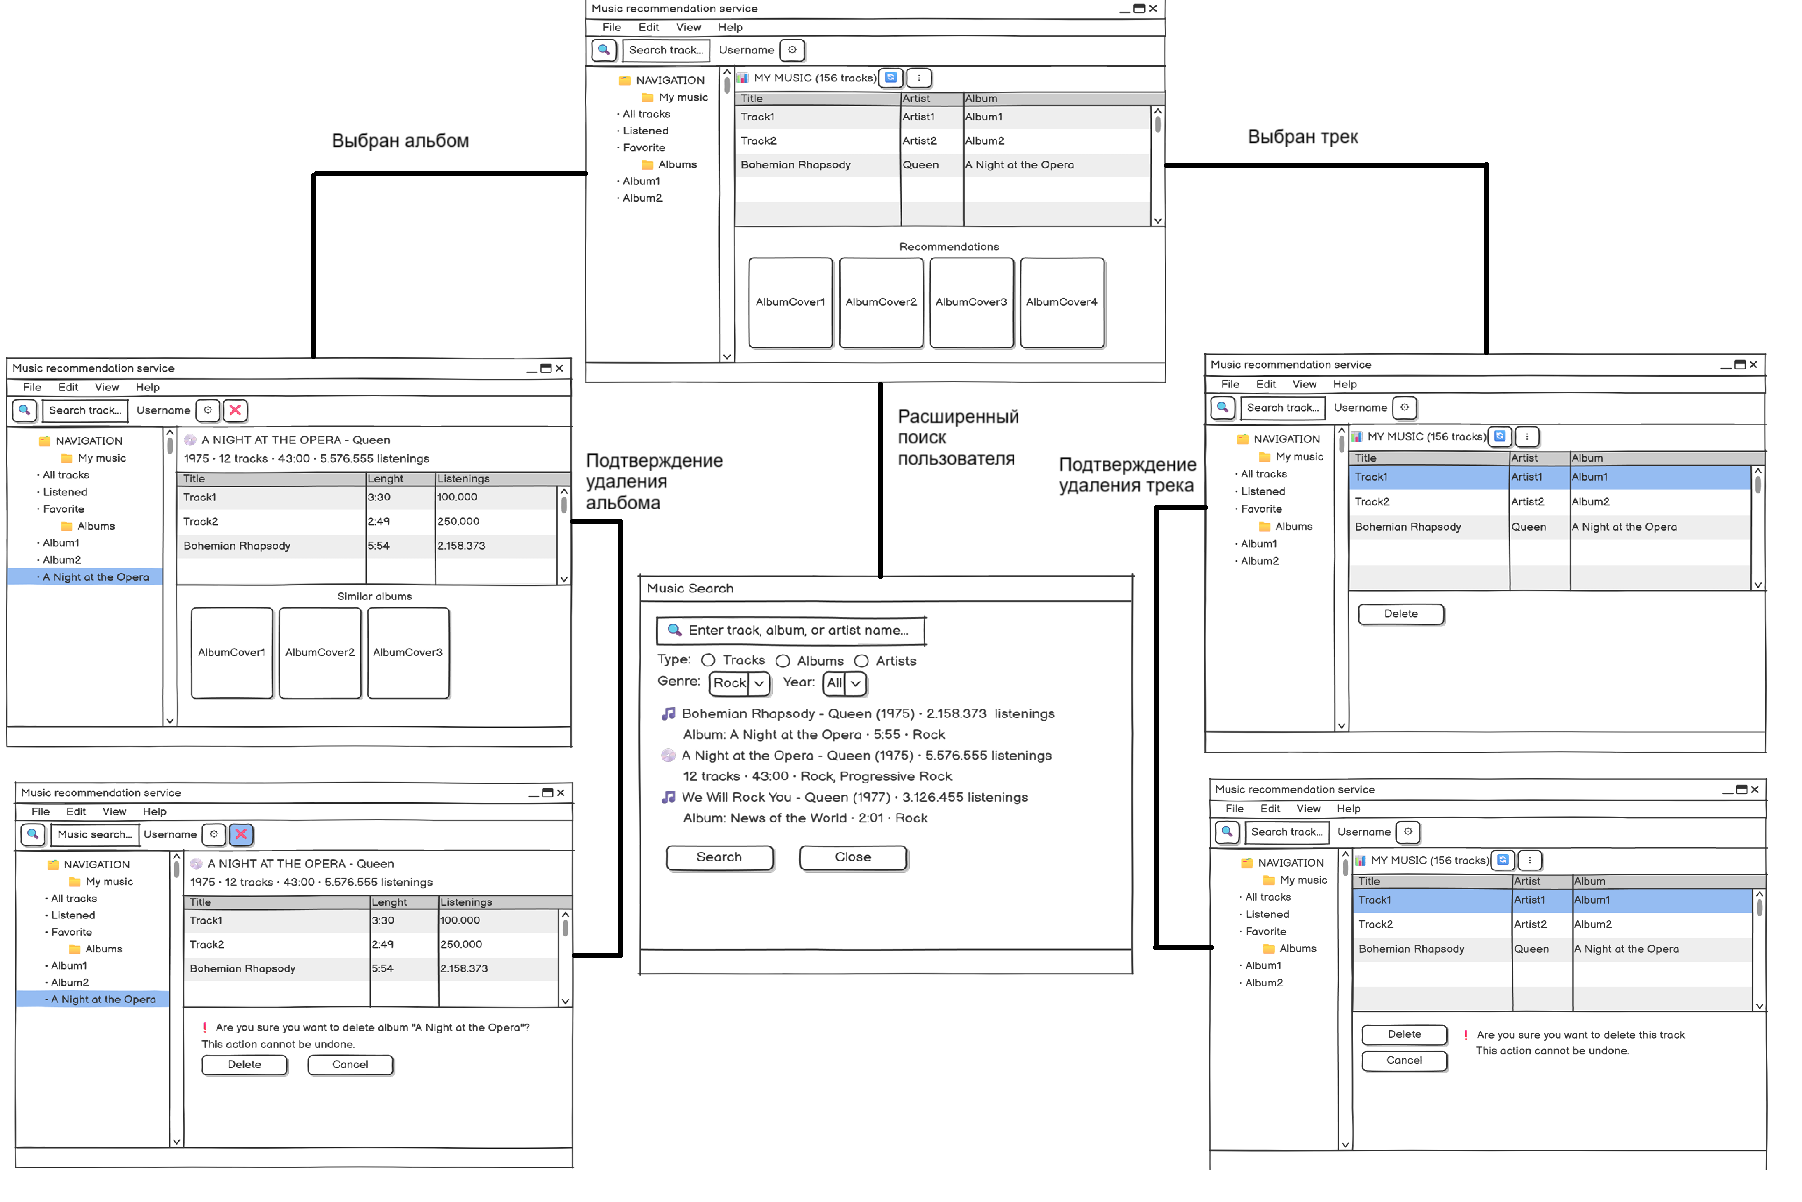 Music recommendation service
File Edit View Help
Search track... Username
NAVIGATION
My music
· All tracks
· Listened
· Favorite
Albums
· Album1
· Album2
MY MUSIC (156 tracks)
Title Artist Album
Track1 Artist1 Album1
Track2 Artist2 Album2
Bohemian Rhapsody Queen A Night at the Opera
Recommendations
AlbumCover1 AlbumCover2 AlbumCover3 AlbumCover4
Выбран альбом
Выбран трек
Music recommendation service
File Edit View Help
Search track... Username
NAVIGATION
My music
· All tracks
· Listened
· Favorite
Albums
· Album1
· Album2
· A Night at the Opera
A NIGHT AT THE OPERA - Queen
1975 · 12 tracks · 43:00 · 5.576.555 listenings
Title Lenght Listenings
Track1 3:30 100,000
Track2 2:49 250,000
Bohemian Rhapsody 5:54 2.158.373
Similar albums
AlbumCover1 AlbumCover2 AlbumCover3
Подтверждение
удаления
альбома
Расширенный
поиск
пользователя
Подтверждение
удаления трека
Music recommendation service
File Edit View Help
Search track... Username
NAVIGATION
My music
· All tracks
· Listened
· Favorite
Albums
· Album1
· Album2
MY MUSIC (156 tracks)
Title Artist Album
Track1 Artist1 Album1
Track2 Artist2 Album2
Bohemian Rhapsody Queen A Night at the Opera
Delete
Music Search
Enter track, album, or artist name...
Type: Tracks Albums Artists
Genre: Rock Year: All
Bohemian Rhapsody - Queen (1975) · 2.158.373 listenings
Album: A Night at the Opera · 5:55 · Rock
A Night at the Opera - Queen (1975) · 5.576.555 listenings
12 tracks · 43:00 · Rock, Progressive Rock
We Will Rock You - Queen (1977) · 3.126.455 listenings
Album: News of the World · 2:01 · Rock
Search Close
Music recommendation service
File Edit View Help
Music search... Username
NAVIGATION
My music
· All tracks
· Listened
· Favorite
Albums
· Album1
· Album2
· A Night at the Opera
A NIGHT AT THE OPERA - Queen
1975 · 12 tracks · 43:00 · 5.576.555 listenings
Title Lenght Listenings
Track1 3:30 100,000
Track2 2:49 250,000
Bohemian Rhapsody 5:54 2.158.373
❗ Are you sure you want to delete album "A Night at the Opera"?
This action cannot be undone.
Delete Cancel
Music recommendation service
File Edit View Help
Search track... Username
NAVIGATION
My music
· All tracks
· Listened
· Favorite
Albums
· Album1
· Album2
MY MUSIC (156 tracks)
Title Artist Album
Track1 Artist1 Album1
Track2 Artist2 Album2
Bohemian Rhapsody Queen A Night at the Opera
Delete
Cancel
❗ Are you sure you want to delete this track
This action cannot be undone.